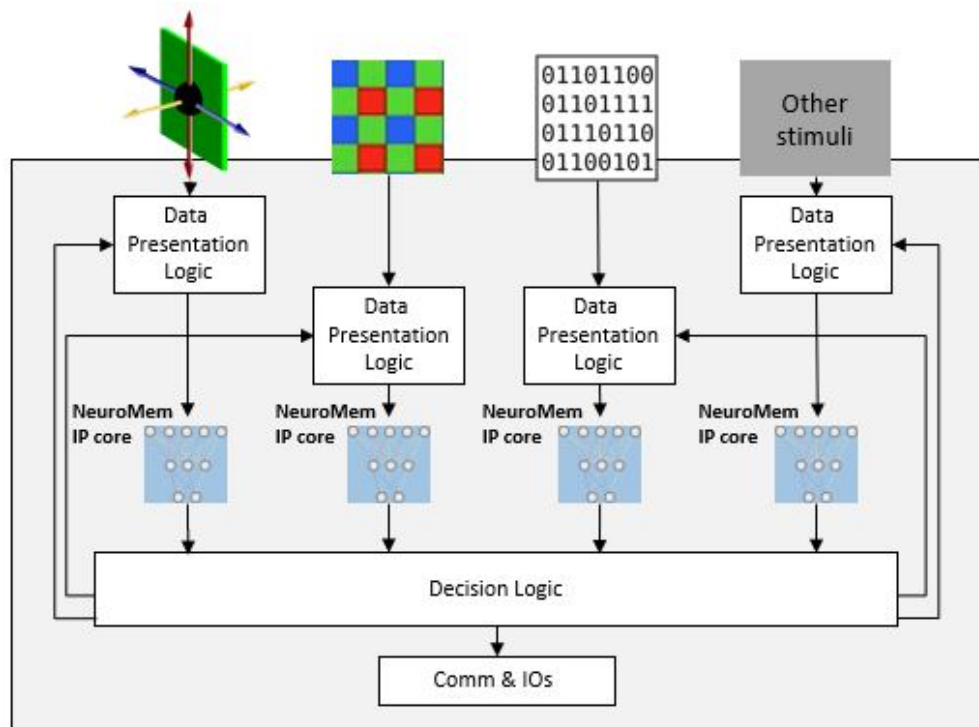 01101100
01101111
01110110
01100101
Other
stimuli
Data
Presentation
Logic
Data
Presentation
Logic
Data
Presentation
Logic
Data
Presentation
Logic
NeuroMem
IP core
NeuroMem
IP core
NeuroMem
IP core
NeuroMem
IP core
Decision Logic
Comm & IOs